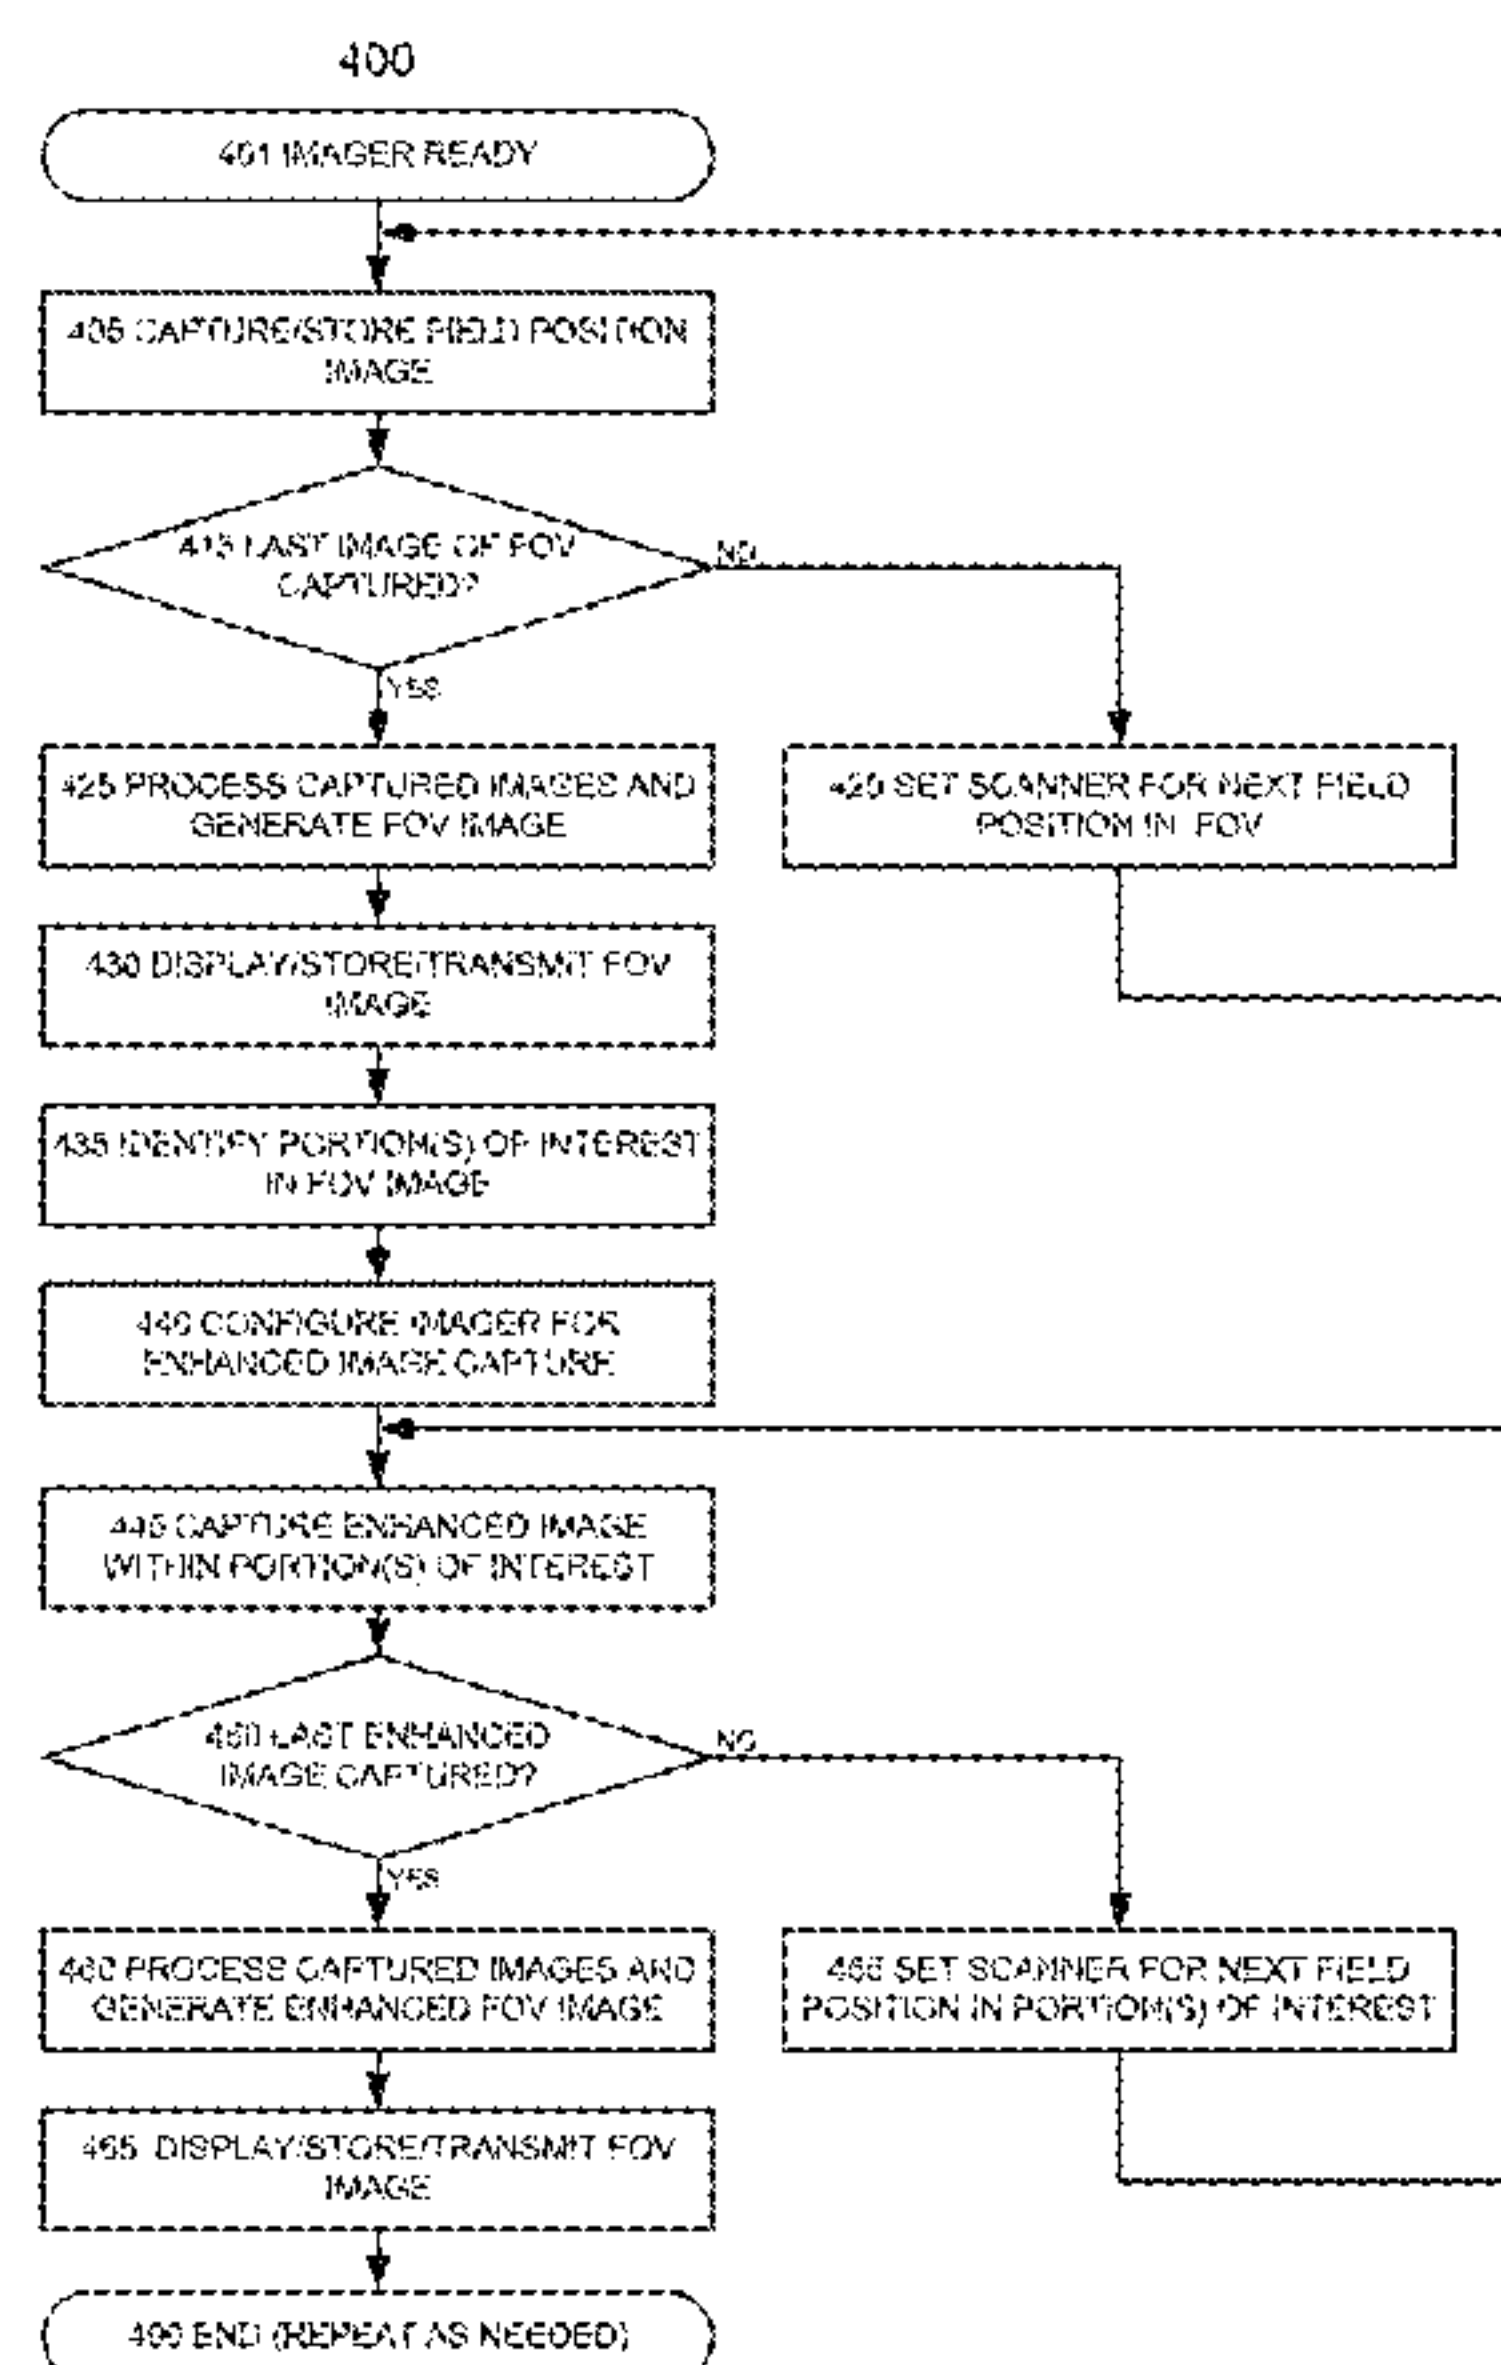 400
401 IMAGER READY
405 CAPTURE/STORE FIELD POSITION
IMAGE
LAST IMAGE OF FOV
CAPTURED?
NO
YES
425 PROCESS CAPTURED IMAGES AND
GENERATE FOV IMAGE
420 SET SCANNER FOR NEXT FIELD
POSITION IN FOV
430 DISPLAY/STORE/TRANSMIT FOV
IMAGE
435 IDENTIFY PORTION(S) OF INTEREST
IN FOV IMAGE
440 CONFIGURE IMAGER FOR
ENHANCED IMAGE CAPTURE
445 CAPTURE ENHANCED IMAGE
WITHIN PORTION(S) OF INTEREST
LAST ENHANCED
IMAGE CAPTURED?
NO
YES
460 PROCESS CAPTURED IMAGES AND
GENERATE ENHANCED FOV IMAGE
SET SCANNER FOR NEXT FIELD
POSITION IN PORTION(S) OF INTEREST
465 DISPLAY/STORE/TRANSMIT FOV
IMAGE
END (REPEAT AS NEEDED)